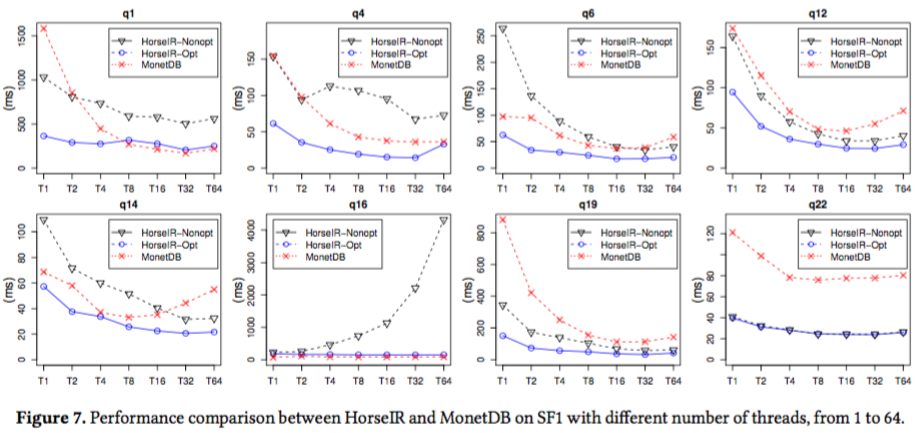 q1
1500
1000
500
0
(ms)
HorseIR-Nonopt
HorseIR-Opt
MonetDB
T1 T2 T4 T8 T16 T32 T64
q4
150
100
50
0
(ms)
HorseIR-Nonopt
HorseIR-Opt
MonetDB
T1 T2 T4 T8 T16 T32 T64
q6
250
200
150
100
50
0
(ms)
HorseIR-Nonopt
HorseIR-Opt
MonetDB
T1 T2 T4 T8 T16 T32 T64
q12
150
100
50
0
(ms)
HorseIR-Nonopt
HorseIR-Opt
MonetDB
T1 T2 T4 T8 T16 T32 T64
q14
100
80
60
40
20
0
(ms)
HorseIR-Nonopt
HorseIR-Opt
MonetDB
T1 T2 T4 T8 T16 T32 T64
q16
4000
3000
2000
1000
0
(ms)
HorseIR-Nonopt
HorseIR-Opt
MonetDB
T1 T2 T4 T8 T16 T32 T64
q19
800
600
400
200
0
(ms)
HorseIR-Nonopt
HorseIR-Opt
MonetDB
T1 T2 T4 T8 T16 T32 T64
q22
120
80
60
40
20
0
(ms)
HorseIR-Nonopt
HorseIR-Opt
MonetDB
T1 T2 T4 T8 T16 T32 T64
Figure 7. Performance comparison between HorseIR and MonetDB on SF1 with different number of threads, from 1 to 64.